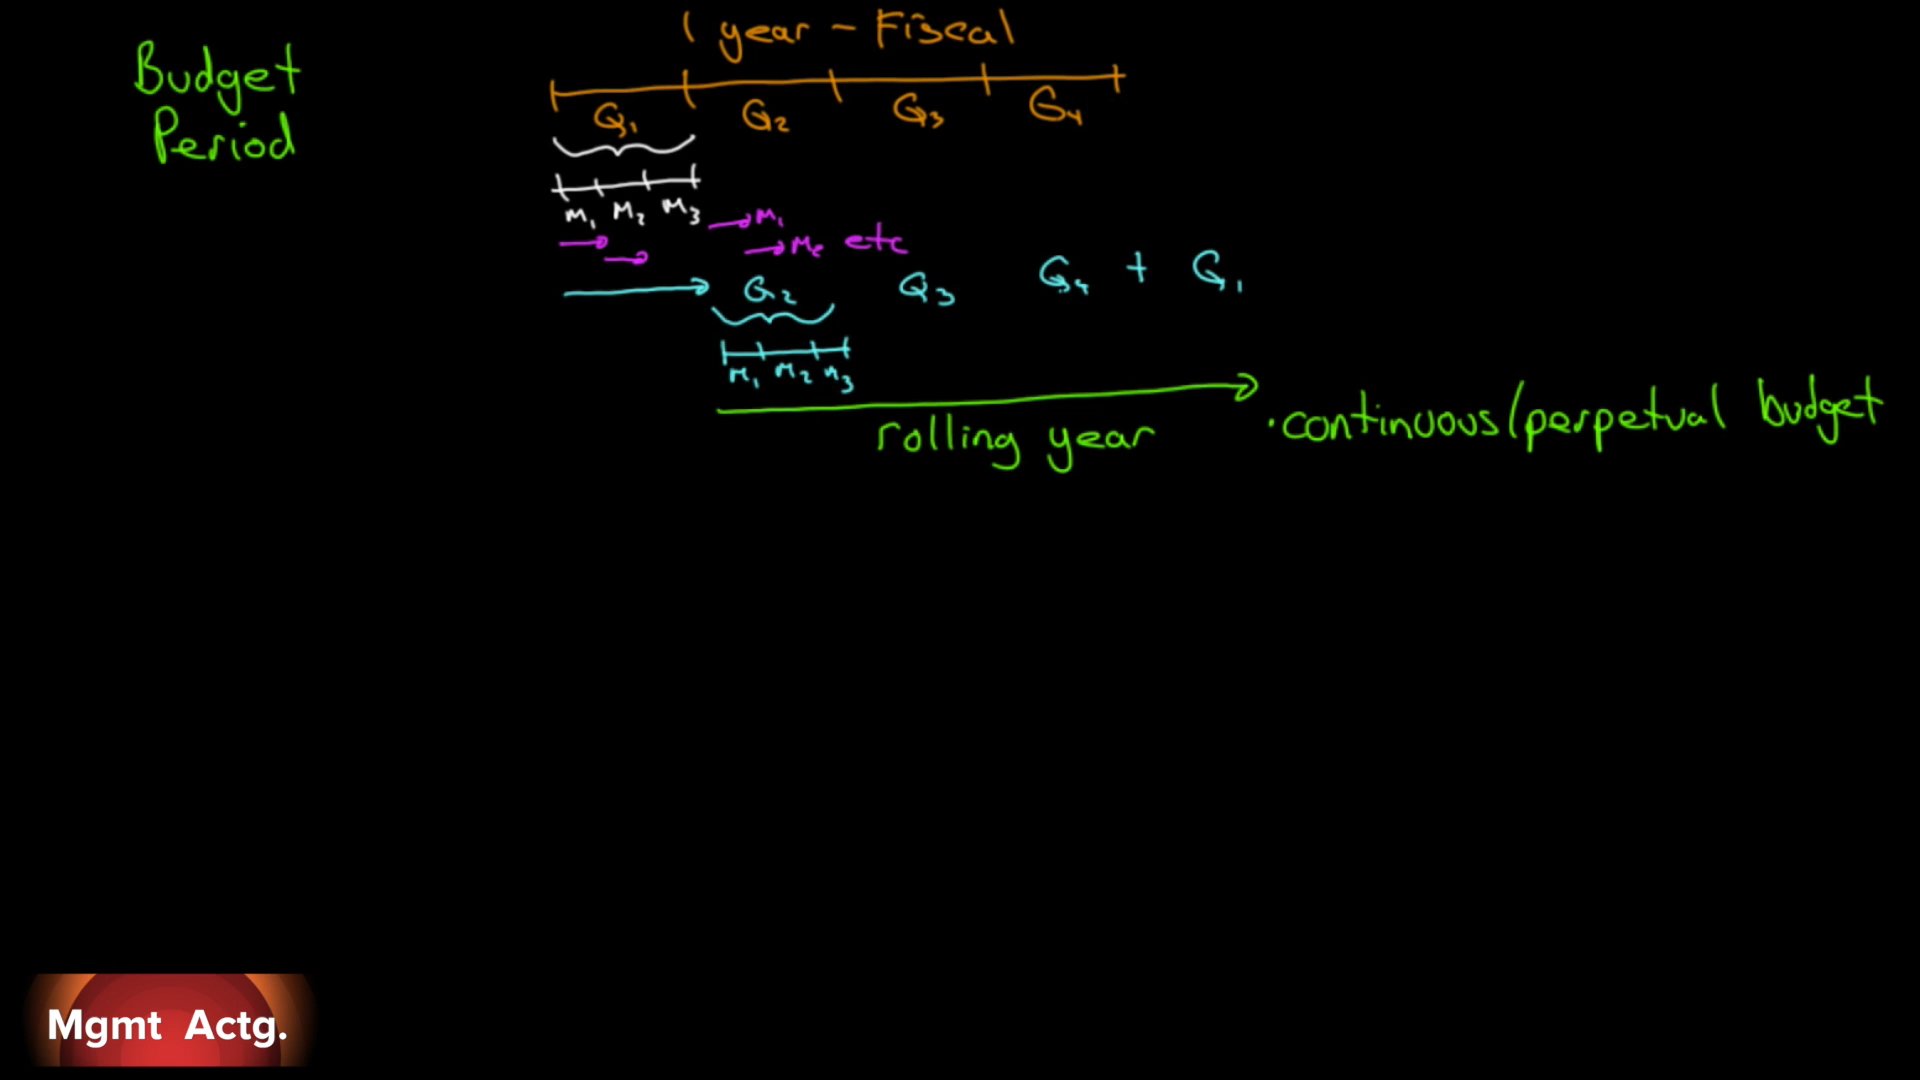 Budget
Period
1 year - Fiscal
Q1 Q2 Q3 Q4
M1 M2 M3
M1
M2 etc
Q2 Q3 Q4 + Q1
M1 M2 M3
rolling year
·continuous/perpetual budget
Mgmt Actg.